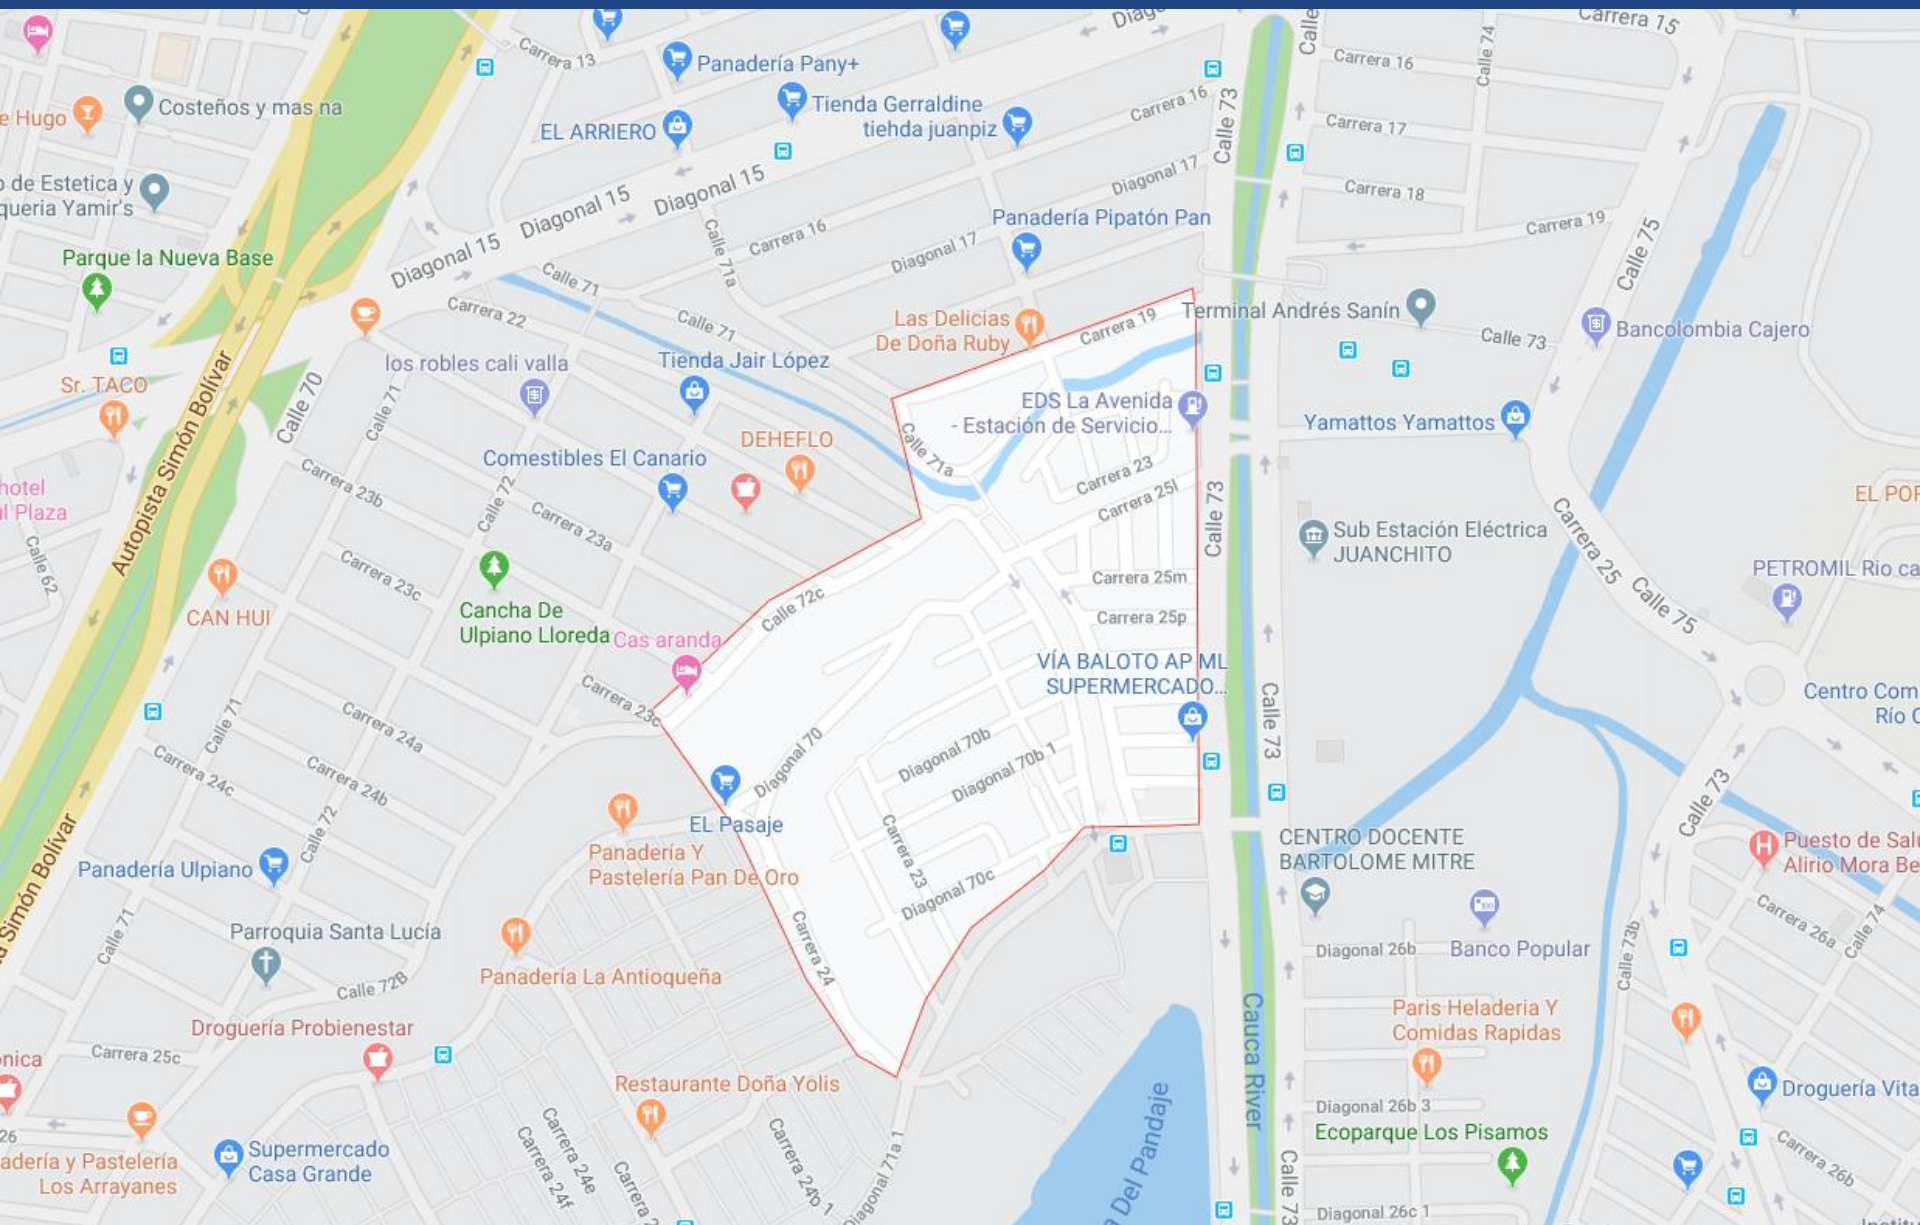 Carrera 13
Diago
Calle
Calle 74
Carrera 15
Panadería Pany+
Carrera 16
Costeños y mas na
e Hugo
EL ARRIERO
Tienda Gerraldine
tiehda juanpiz
Carrera 16
Calle 73
Carrera 17
o de Estetica y
queria Yamir's
Diagonal 15
Diagonal 15
Diagonal 15
Calle 71a
Carrera 16
Diagonal 17
Diagonal 17
Carrera 18
Carrera 19
Calle 75
Panadería Pipatón Pan
Parque la Nueva Base
Calle 71
Carrera 22
Calle 71
Las Delicias
De Doña Ruby
Carrera 19
Terminal Andrés Sanín
Calle 73
Bancolombia Cajero
los robles cali valla
Tienda Jair López
Sr. TACO
Calle 70
Calle 71
Autopista Simón Bolívar
EDS La Avenida
- Estación de Servicio...
Yamattos Yamattos
DEHEFLO
Comestibles El Canario
Calle 71a
Carrera 23
Carrera 25l
Calle 73
hotel
ul Plaza
Carrera 23b
Calle 72
Carrera 23a
Calle 62
EL POR
Sub Estación Eléctrica
JUANCHITO
Carrera 25
Calle 75
PETROMIL Rio ca
Carrera 23c
CAN HUI
Cancha De
Ulpiano Lloreda
Cas aranda
Calle 72c
Carrera 25m
Carrera 25p
VÍA BALOTO AP ML
SUPERMERCADO...
Calle 73
Centro Com
Río C
Carrera 23c
Calle 71
Carrera 24a
Carrera 24c
Carrera 24b
Diagonal 70
Diagonal 70b
Diagonal 70b 1
Calle 73
EL Pasaje
Calle 72
Panadería Ulpiano
Panadería Y
Pastelería Pan De Oro
Carrera 23
Diagonal 70c
CENTRO DOCENTE
BARTOLOME MITRE
Puesto de Salu
Alirio Mora Be
a Simón Bolívar
Calle 71
Parroquia Santa Lucía
Carrera 24
Carrera 26a
Calle 74
Calle 73b
Diagonal 26b
Banco Popular
Panadería La Antioqueña
Calle 72B
Droguería Probienestar
Cauca River
Paris Heladeria Y
Comidas Rapidas
onica
Carrera 25c
Restaurante Doña Yolis
Droguería Vita
Diagonal 26b 3
Ecoparque Los Pisamos
26
Supermercado
Casa Grande
adería y Pastelería
Los Arrayanes
Carrera 24e
Carrera 24f
Carrera 2
Diagonal 71a 1
a Del Pandaje
Calle 73
Carrera 26b
Diagonal 26c 1